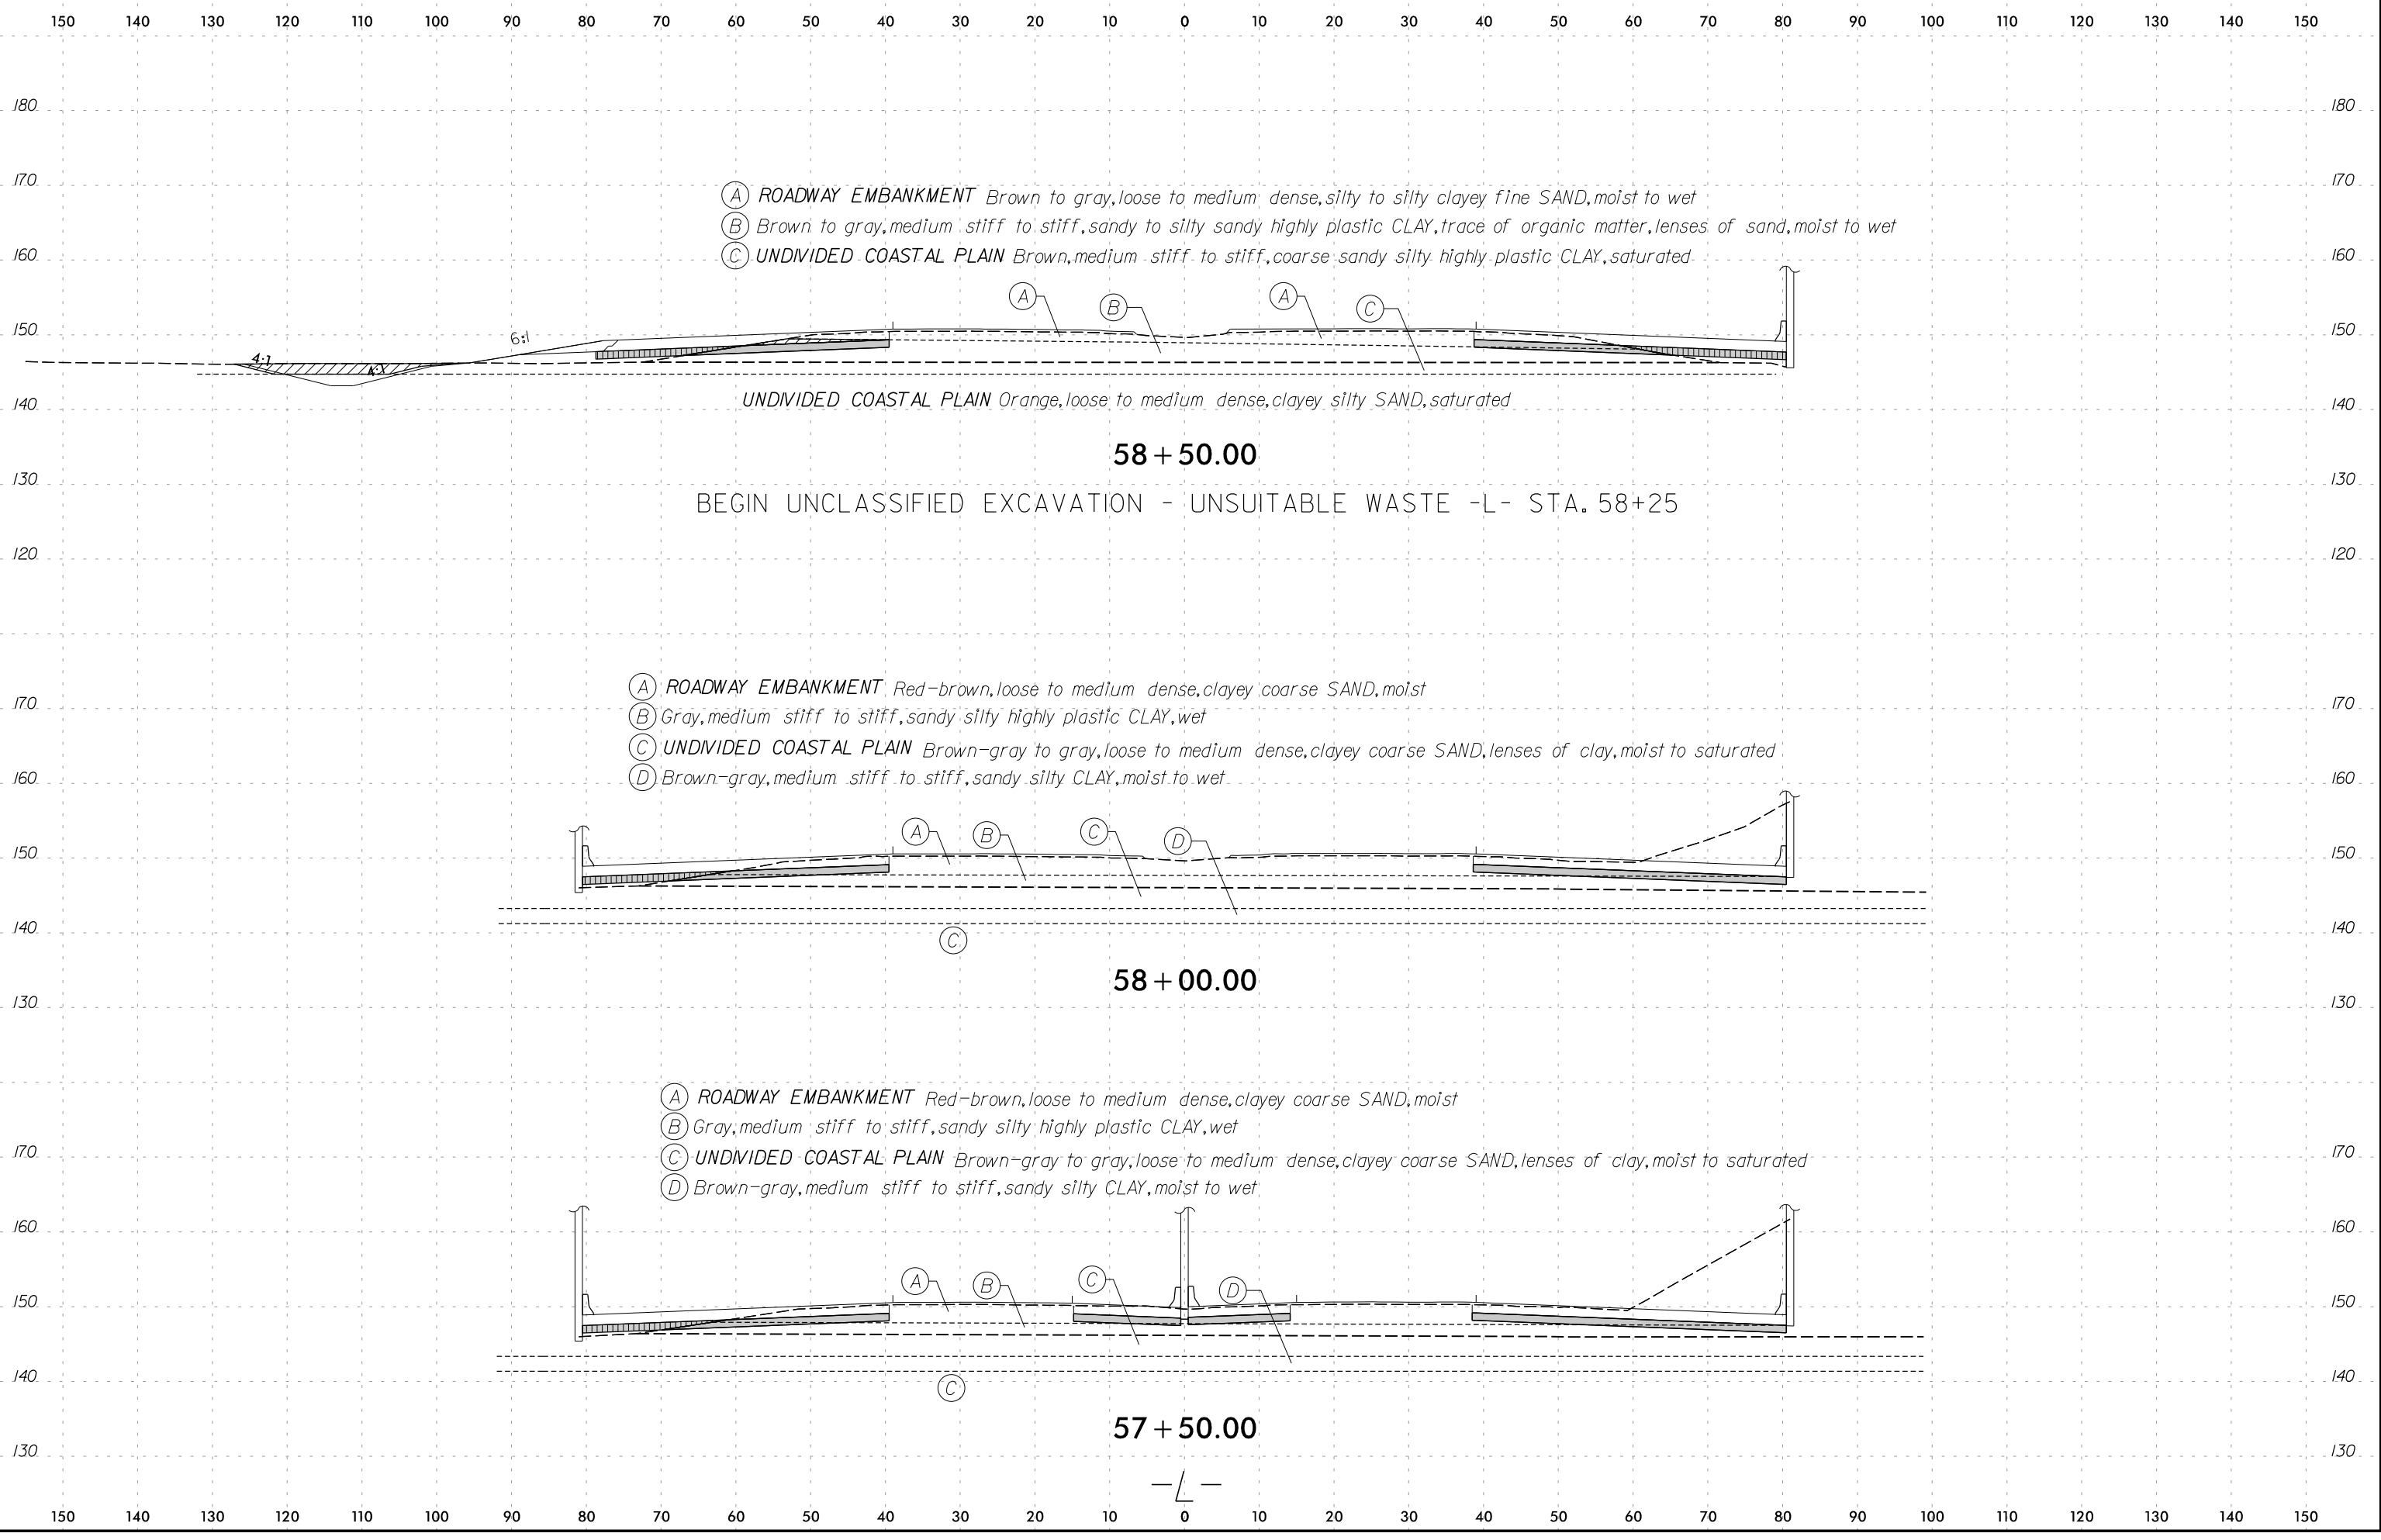 150 140 130 120 110 100 90 80 70 60 50 40 30 20 10 0 10 20 30 40 50 60 70 80 90 100 110 120 130 140 150
180 180
170 170
A ROADWAY EMBANKMENT Brown to gray, loose to medium dense, silty to silty clayey fine SAND, moist to wet
B Brown to gray, medium stiff to stiff, sandy to silty sandy highly plastic CLAY, trace of organic matter, lenses of sand, moist to wet
160 C UNDIVIDED COASTAL PLAIN Brown, medium stiff to stiff, coarse sandy silty highly plastic CLAY, saturated 160
A B A C
150 6:1 150
4:1 4:1
140 UNDIVIDED COASTAL PLAIN Orange, loose to medium dense, clayey silty SAND, saturated 140
58+50.00
130 130
BEGIN UNCLASSIFIED EXCAVATION - UNSUITABLE WASTE -L- STA. 58+25
120 120
A ROADWAY EMBANKMENT Red-brown, loose to medium dense, clayey coarse SAND, moist
170 170
B Gray, medium stiff to stiff, sandy silty highly plastic CLAY, wet
C UNDIVIDED COASTAL PLAIN Brown-gray to gray, loose to medium dense, clayey coarse SAND, lenses of clay, moist to saturated
160 D Brown-gray, medium stiff to stiff, sandy silty CLAY, moist to wet 160
A B C D
150 150
140 140
C
58+00.00
130 130
A ROADWAY EMBANKMENT Red-brown, loose to medium dense, clayey coarse SAND, moist
B Gray, medium stiff to stiff, sandy silty highly plastic CLAY, wet
170 C UNDIVIDED COASTAL PLAIN Brown-gray to gray, loose to medium dense, clayey coarse SAND, lenses of clay, moist to saturated 170
D Brown-gray, medium stiff to stiff, sandy silty CLAY, moist to wet
160 160
A B C D
150 150
140 140
C
57+50.00
130 130
-L-
150 140 130 120 110 100 90 80 70 60 50 40 30 20 10 0 10 20 30 40 50 60 70 80 90 100 110 120 130 140 150